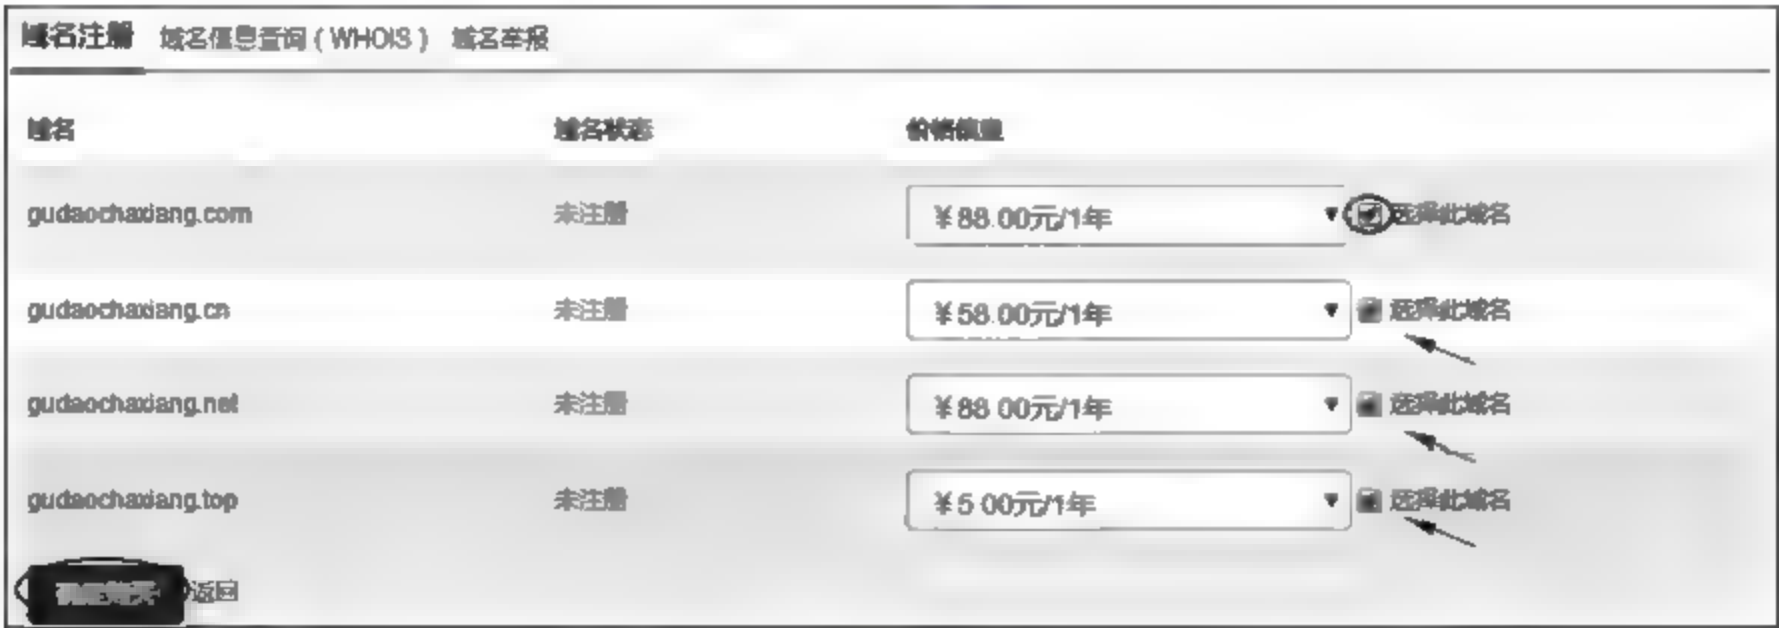 域名注册 域名信息查询 ( WHOIS ) 域名举报
域名 域名状态 价格信息
gudaochaxiang.com 未注册 ¥88.00元/1年 选择此域名
gudaochaxiang.cn 未注册 ¥58.00元/1年 选择此域名
gudaochaxiang.net 未注册 ¥88.00元/1年 选择此域名
gudaochaxiang.top 未注册 ¥5.00元/1年 选择此域名
确定购买 返回